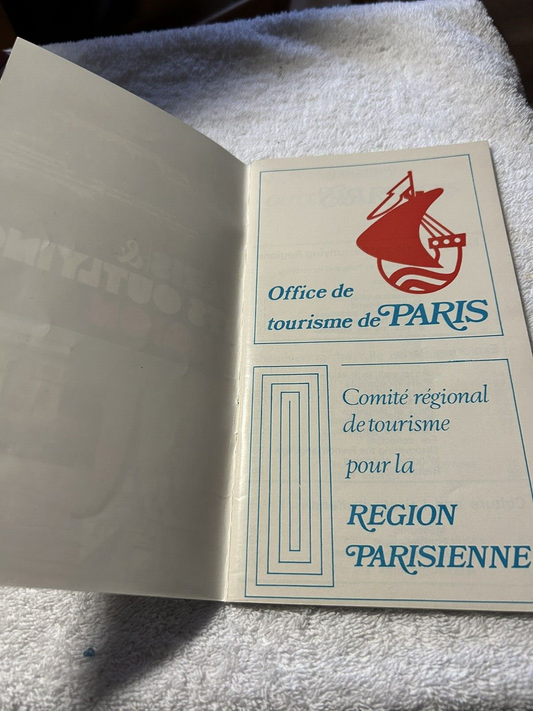 Office de
tourisme de PARIS
Comité régional
de tourisme
pour la
REGION
PARISIENNE